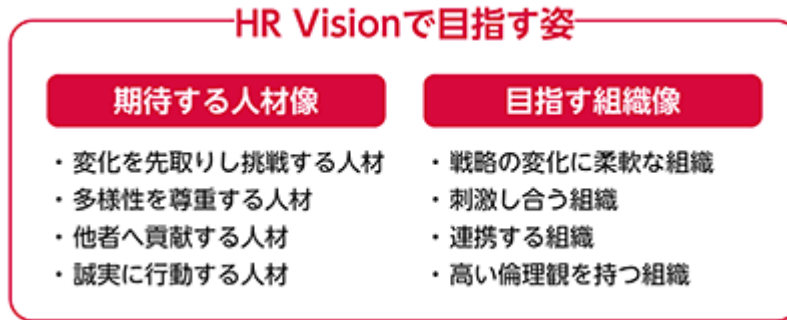 HR Visionで目指す姿
期待する人材像
・変化を先取りし挑戦する人材
・多様性を尊重する人材
・他者へ貢献する人材
・誠実に行動する人材
目指す組織像
・戦略の変化に柔軟な組織
・刺激し合う組織
・連携する組織
・高い倫理観を持つ組織